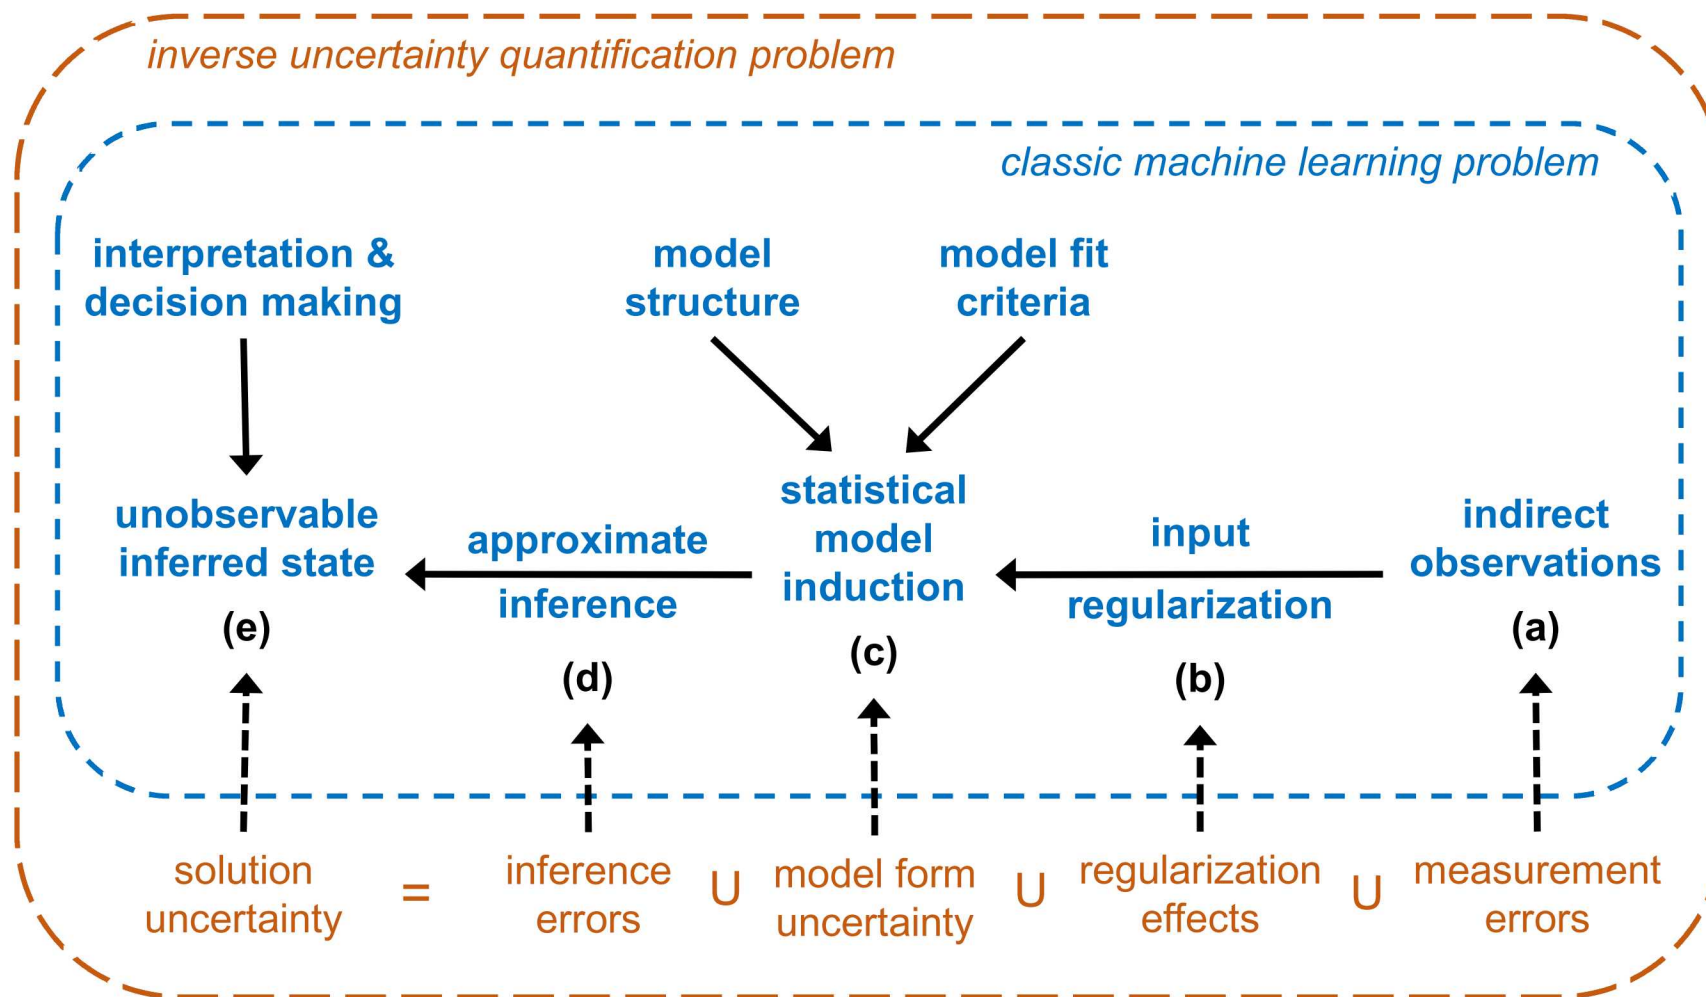 inverse uncertainty quantification problem
classic machine learning problem
interpretation &
decision making
model
structure
model fit
criteria
unobservable
inferred state
(e)
approximate
inference
(d)
statistical
model
induction
(c)
input
regularization
(b)
indirect
observations
(a)
solution
uncertainty
=
inference
errors
∪
model form
uncertainty
∪
regularization
effects
∪
measurement
errors